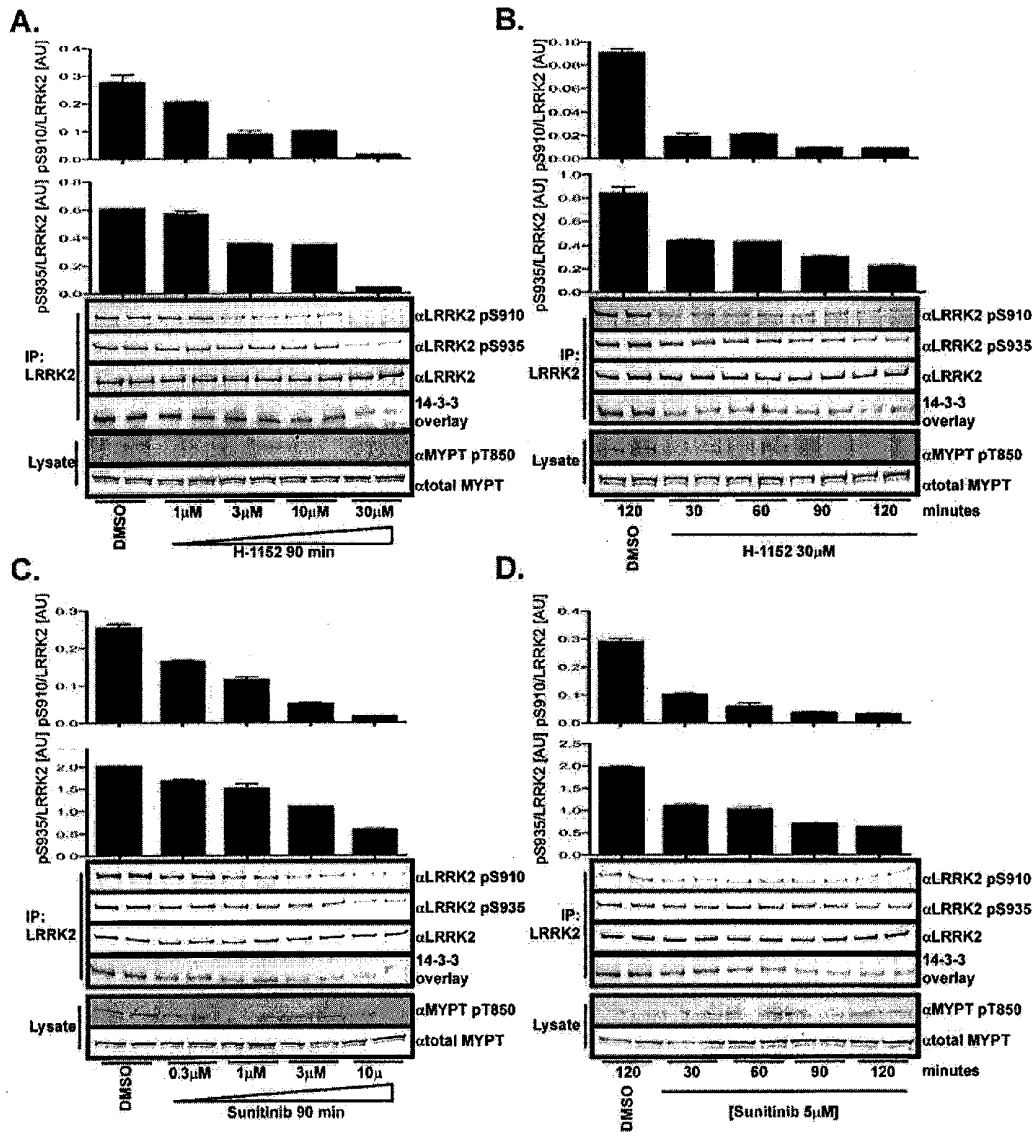 A.
pS910/LRRK2 [AU]
0.4
0.3
0.2
0.1
0.0
pS935/LRRK2 [AU]
0.6
0.4
0.2
0.0
IP:
LRRK2
αLRRK2 pS910
αLRRK2 pS935
αLRRK2
14-3-3
overlay
Lysate
αMYPT pT850
αtotal MYPT
DMSO
1µM 3µM 10µM 30µM
H-1152 90 min
B.
pS910/LRRK2 [AU]
0.10
0.08
0.06
0.04
0.02
0.00
pS935/LRRK2 [AU]
1.0
0.8
0.6
0.4
0.2
0.0
IP:
LRRK2
αLRRK2 pS910
αLRRK2 pS935
αLRRK2
14-3-3
overlay
Lysate
αMYPT pT850
αtotal MYPT
120 30 60 90 120 minutes
DMSO
H-1152 30µM
C.
pS910/LRRK2 [AU]
0.3
0.2
0.1
0.0
pS935/LRRK2 [AU]
2.0
1.5
1.0
0.5
0.0
IP:
LRRK2
αLRRK2 pS910
αLRRK2 pS935
αLRRK2
14-3-3
overlay
Lysate
αMYPT pT850
αtotal MYPT
DMSO
0.3µM 1µM 3µM 10µ
Sunitinib 90 min
D.
pS910/LRRK2 [AU]
0.4
0.3
0.2
0.1
0.0
pS935/LRRK2 [AU]
2.5
2.0
1.5
1.0
0.5
0.0
IP:
LRRK2
αLRRK2 pS910
αLRRK2 pS935
αLRRK2
14-3-3
overlay
Lysate
αMYPT pT850
αtotal MYPT
120 30 60 90 120 minutes
DMSO
[Sunitinib 5µM]